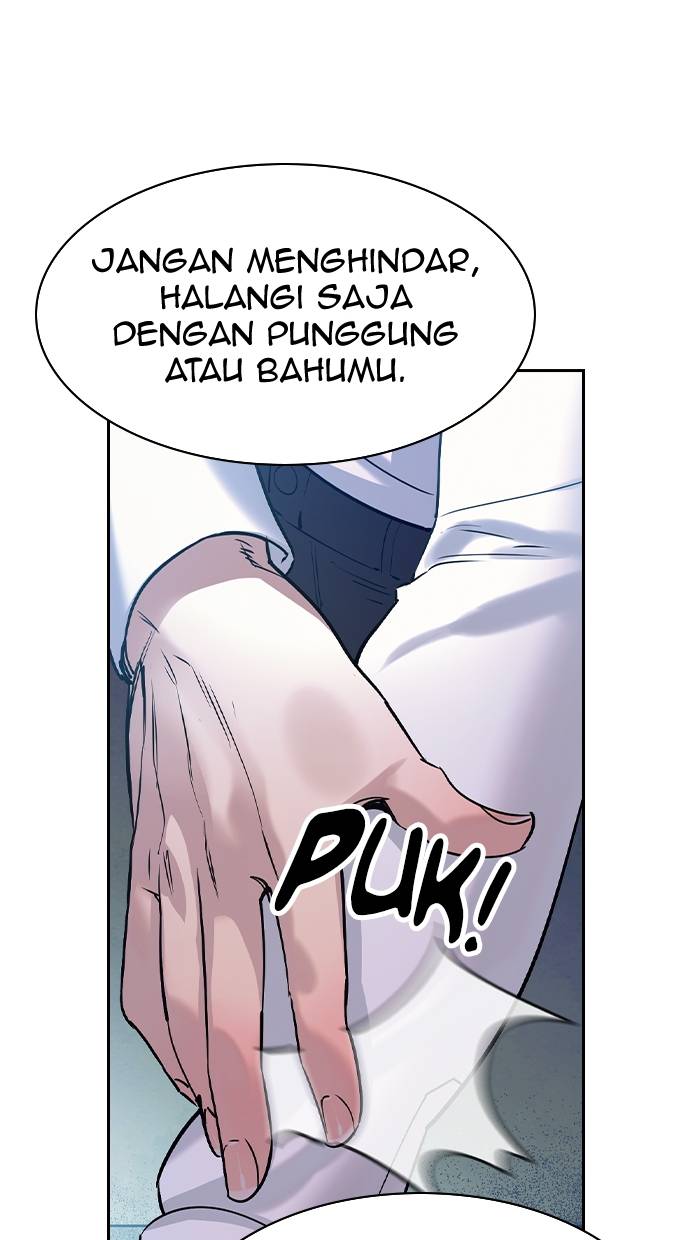 JANGAN MENGHINDAR,
HALANGI SAJA
DENGAN PUNGGUNG
ATAU BAHUMU.
PUK!